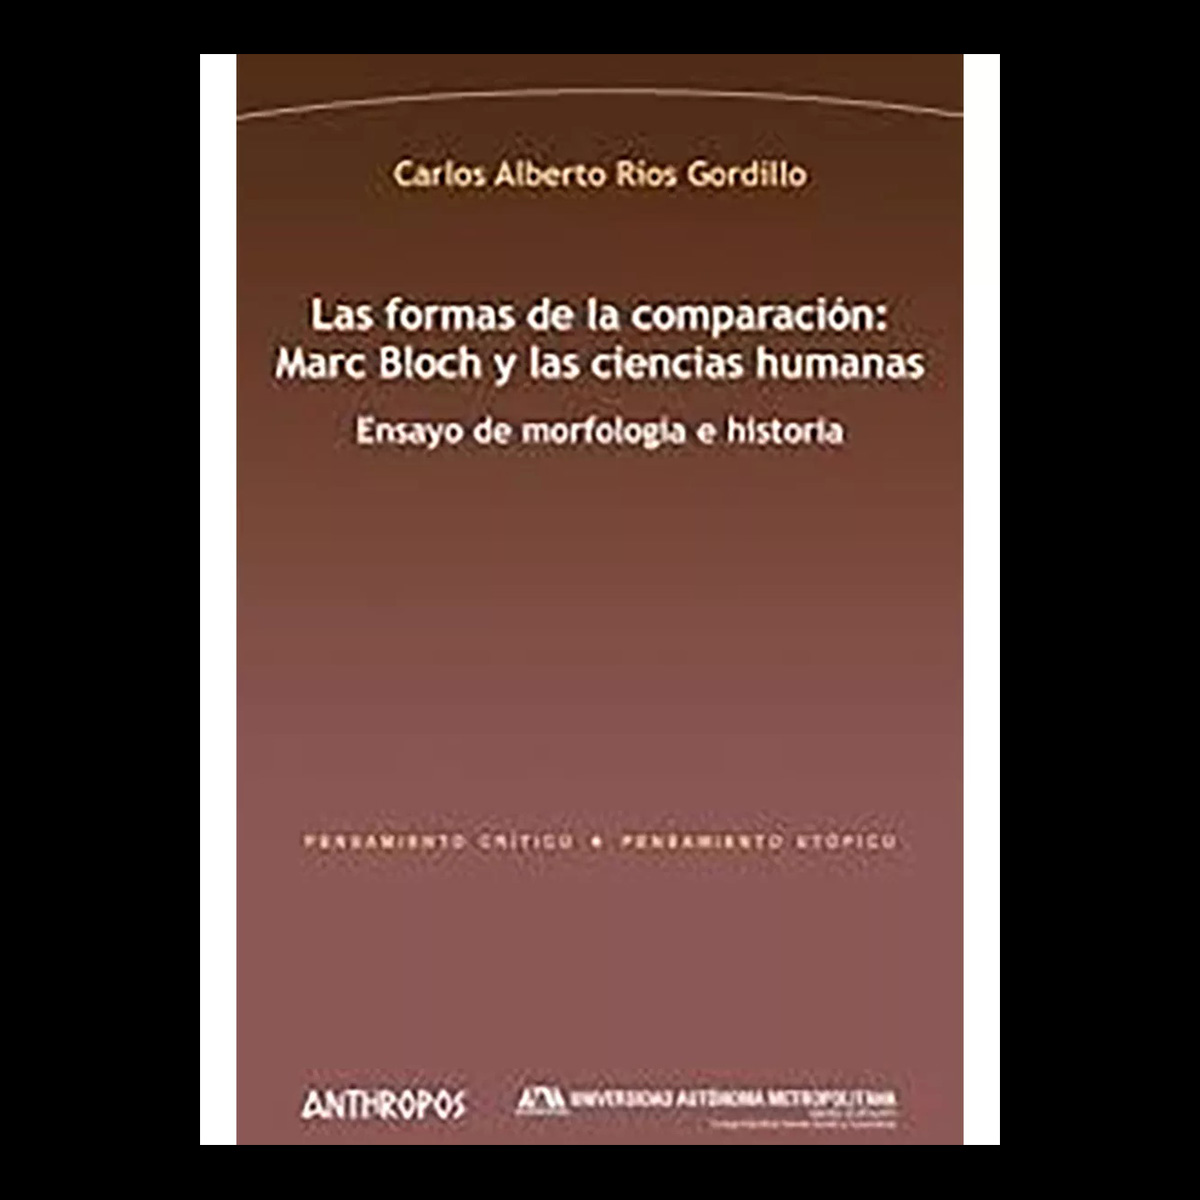 Carlos Alberto Ríos Gordillo
Las formas de la comparación:
Marc Bloch y las ciencias humanas
Ensayo de morfología e historia
PENSAMIENTO CRÍTICO • PENSAMIENTO UTÓPICO
ANTHROPOS
UNIVERSIDAD AUTÓNOMA METROPOLITANA